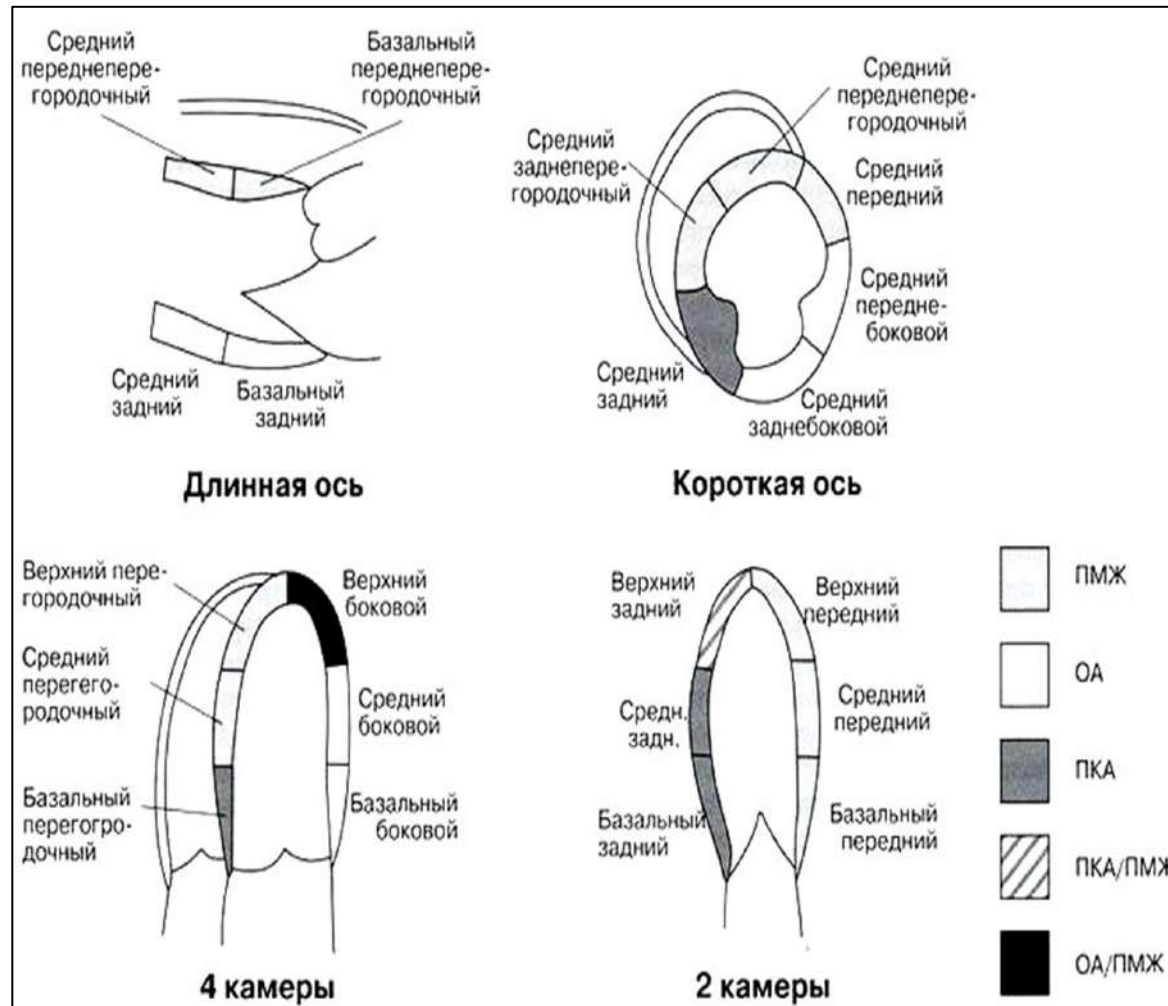 Средний
переднепере-
городочный
Базальный
переднепере-
городочный
Средний
задний
Базальный
задний
Длинная ось
Средний
переднепере-
городочный
Средний
заднепере-
городочный
Средний
передний
Средний
передне-
боковой
Средний
задний
Средний
заднебоковой
Короткая ось
Верхний пере-
городочный
Верхний
боковой
Средний
перегего-
родочный
Средний
боковой
Базальный
перегогро-
дочный
Базальный
боковой
4 камеры
Верхний
задний
Верхний
передний
Средн.
задн.
Средний
передний
Базальный
задний
Базальный
передний
2 камеры
ПМЖ
ОА
ПКА
ПКА/ПМЖ
ОА/ПМЖ